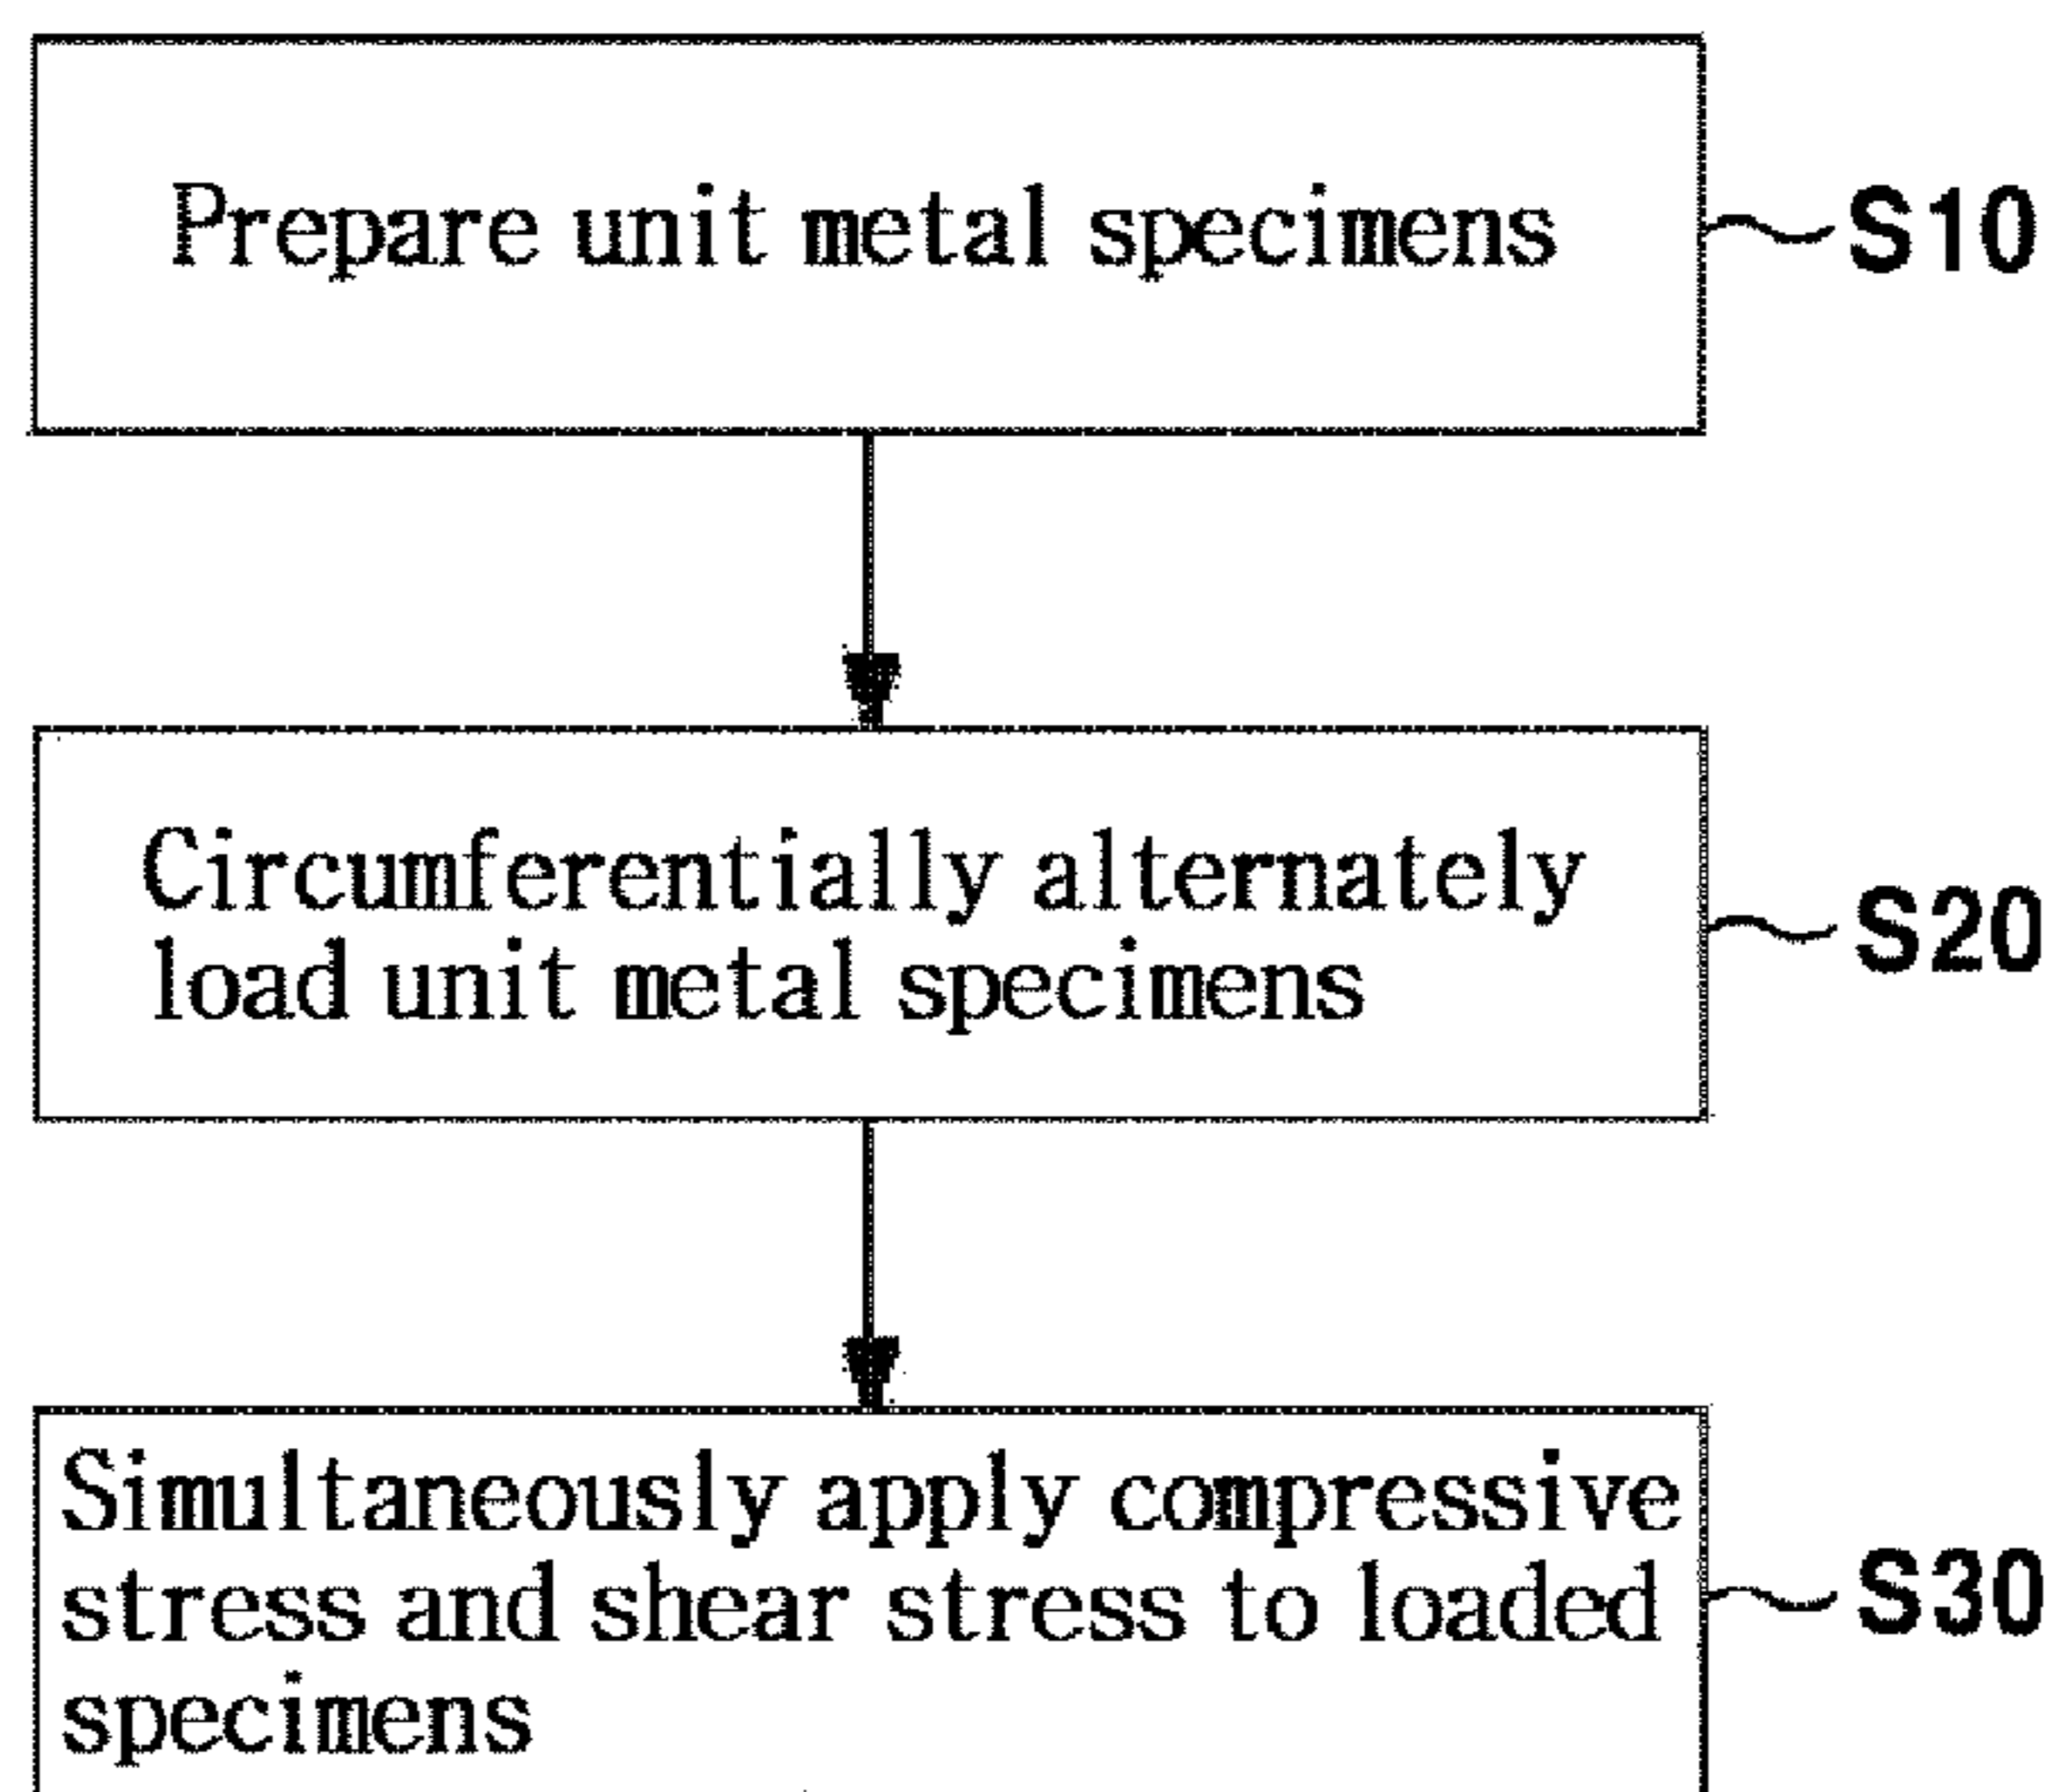 Prepare unit metal specimens
S10
Circumferentially alternately
load unit metal specimens
S20
Simultaneously apply compressive
stress and shear stress to loaded
specimens
S30